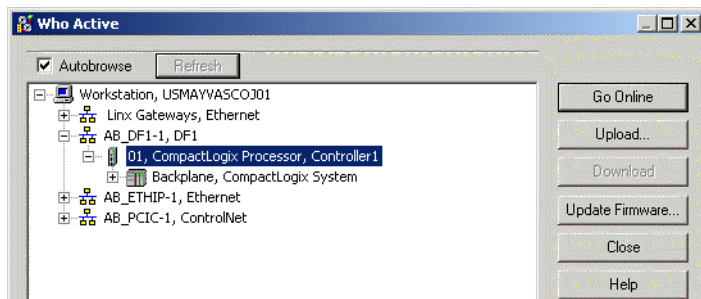 Who Active
Autobrowse Refresh
Workstation, USMAYVASCOJ01
Linx Gateways, Ethernet
AB_DF1-1, DF1
01, CompactLogix Processor, Controller1
Backplane, CompactLogix System
AB_ETHIP-1, Ethernet
AB_PCIC-1, ControlNet
Go Online
Upload...
Download
Update Firmware...
Close
Help